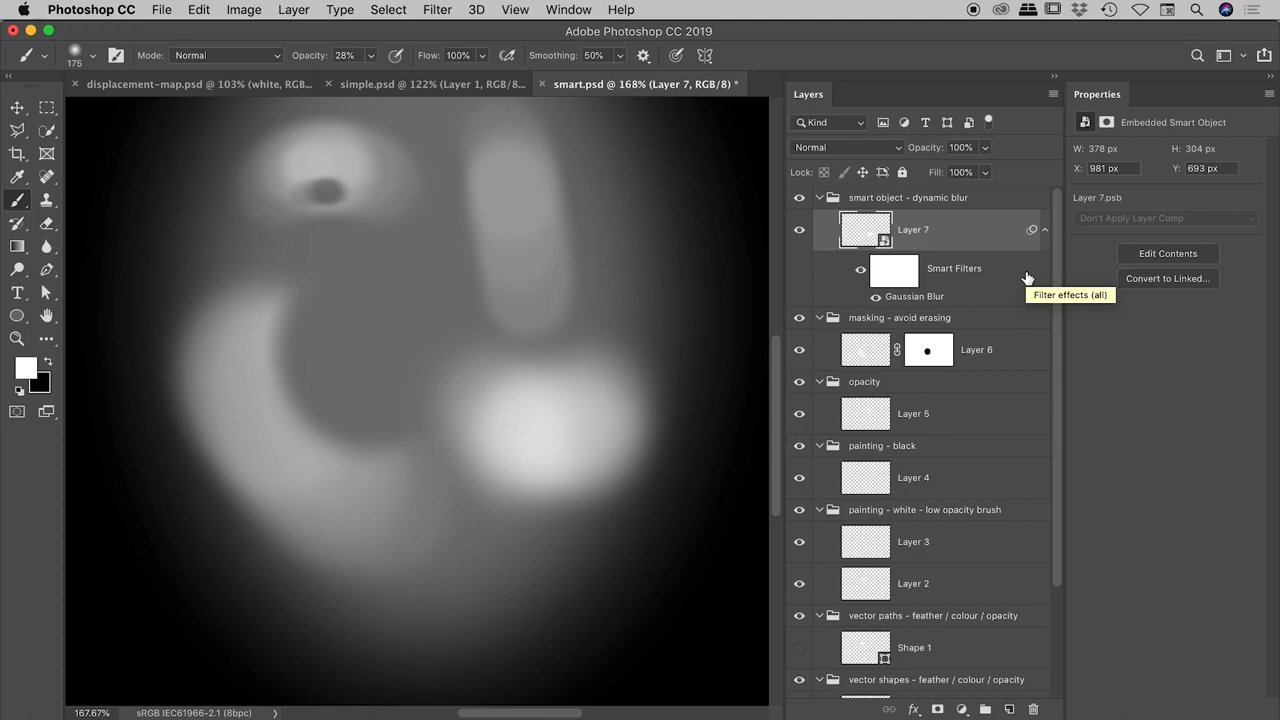 Photoshop CC File Edit Image Layer Type Select Filter 3D View Window Help
Adobe Photoshop CC 2019
175 Mode: Normal Opacity: 28% Flow: 100% Smoothing: 50%
displacement-map.psd @ 103% (white, RGB... simple.psd @ 122% (Layer 1, RGB/8... smart.psd @ 168% (Layer 7, RGB/8) *
Layers
Kind
Normal Opacity: 100%
Lock: Fill: 100%
smart object - dynamic blur
Layer 7
Smart Filters
Gaussian Blur
masking - avoid erasing
Layer 6
opacity
Layer 5
painting - black
Layer 4
painting - white - low opacity brush
Layer 3
Layer 2
vector paths - feather / colour / opacity
Shape 1
vector shapes - feather / colour / opacity
Filter effects (all)
Properties
Embedded Smart Object
W: 378 px H: 304 px
X: 981 px Y: 693 px
Layer 7.psb
Don't Apply Layer Comp
Edit Contents
Convert to Linked...
167.67% sRGB IEC61966-2.1 (8bpc)